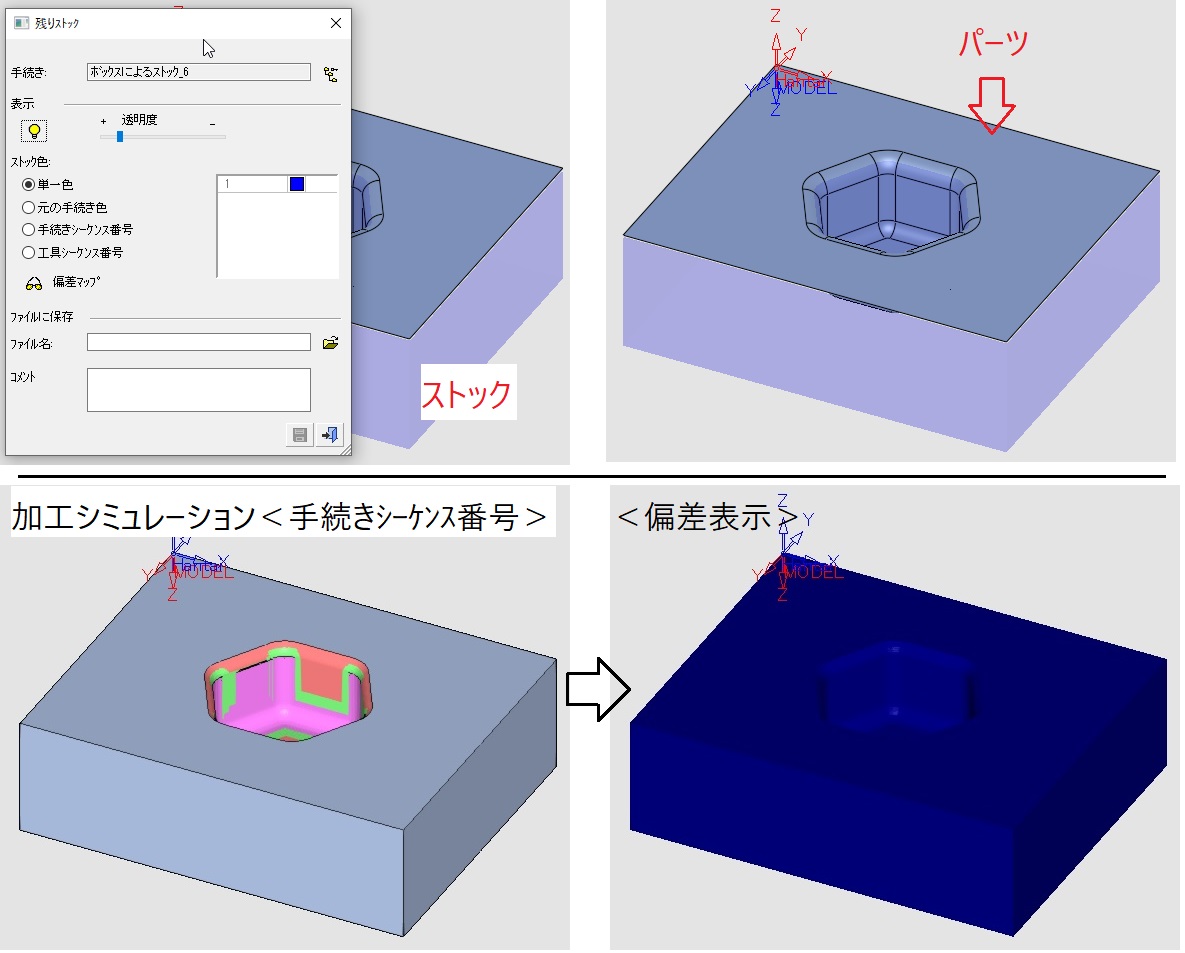 残りストック
手続き:
ボックスによるストック_6
表示
+ 透明度 −
ストック色:
単一色
1
元の手続き色
手続きシーケンス番号
工具シーケンス番号
偏差マップ
ファイルに保存
ファイル名:
コメント
ストック
Z
Y
X
MODEL
Y
Z
パーツ
加工シミュレーション＜手続きシーケンス番号＞
X
Y
MODEL
Z
＜偏差表示＞
Z
Y
X
Y
MODEL
Z